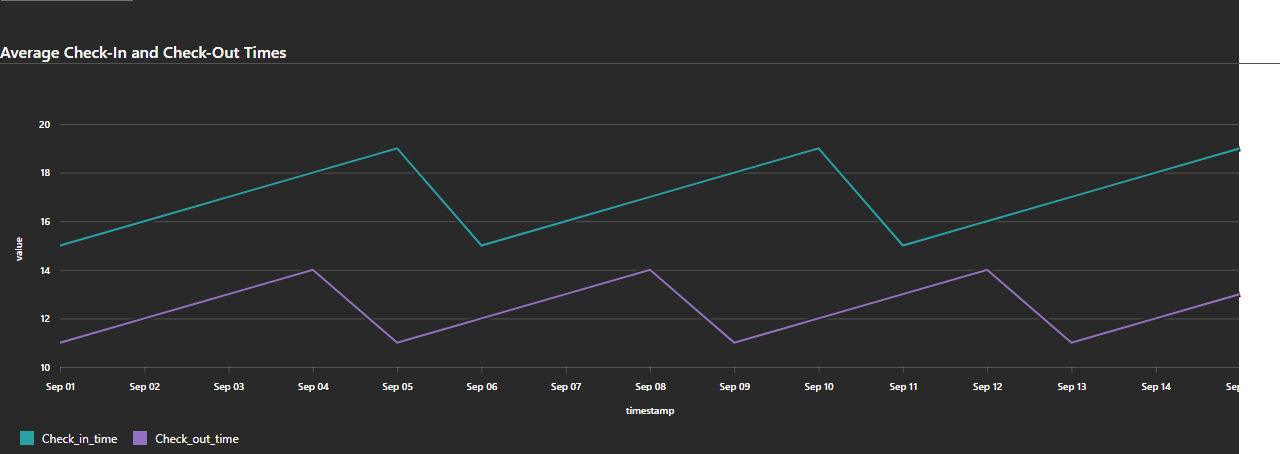 Average Check-In and Check-Out Times
20
18
16
14
12
10
value
Sep 01 Sep 02 Sep 03 Sep 04 Sep 05 Sep 06 Sep 07 Sep 08 Sep 09 Sep 10 Sep 11 Sep 12 Sep 13 Sep 14 Sep
timestamp
Check_in_time Check_out_time